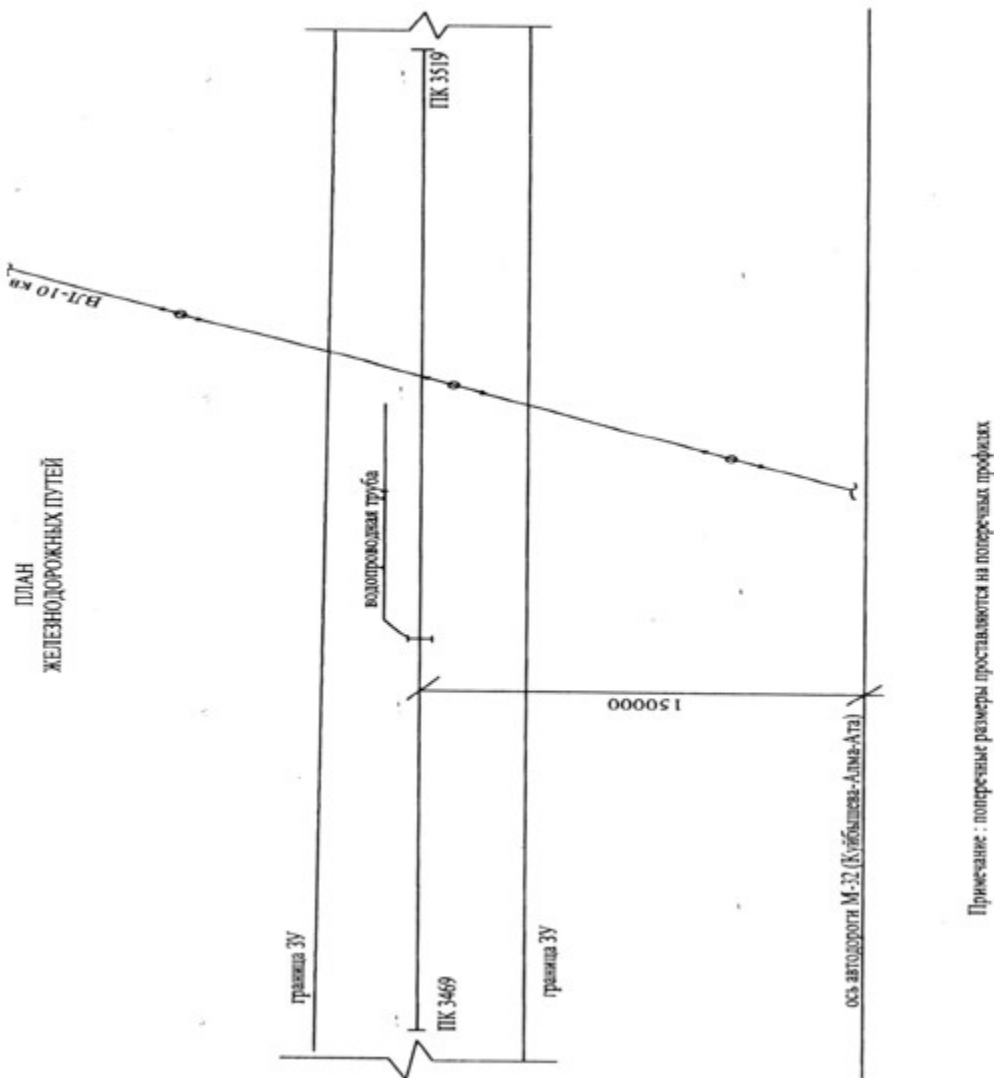 ПЛАН
ЖЕЛЕЗНОДОРОЖНЫХ ПУТЕЙ
ВЛ-10 кв
граница ЗУ
водопроводная труба
ПК 3469
ПК 3519
граница ЗУ
150000
ось автодороги М-32 (Куйбышева-Алма-Ата)
Примечание : поперечные размеры проставляются на поперечных профилях